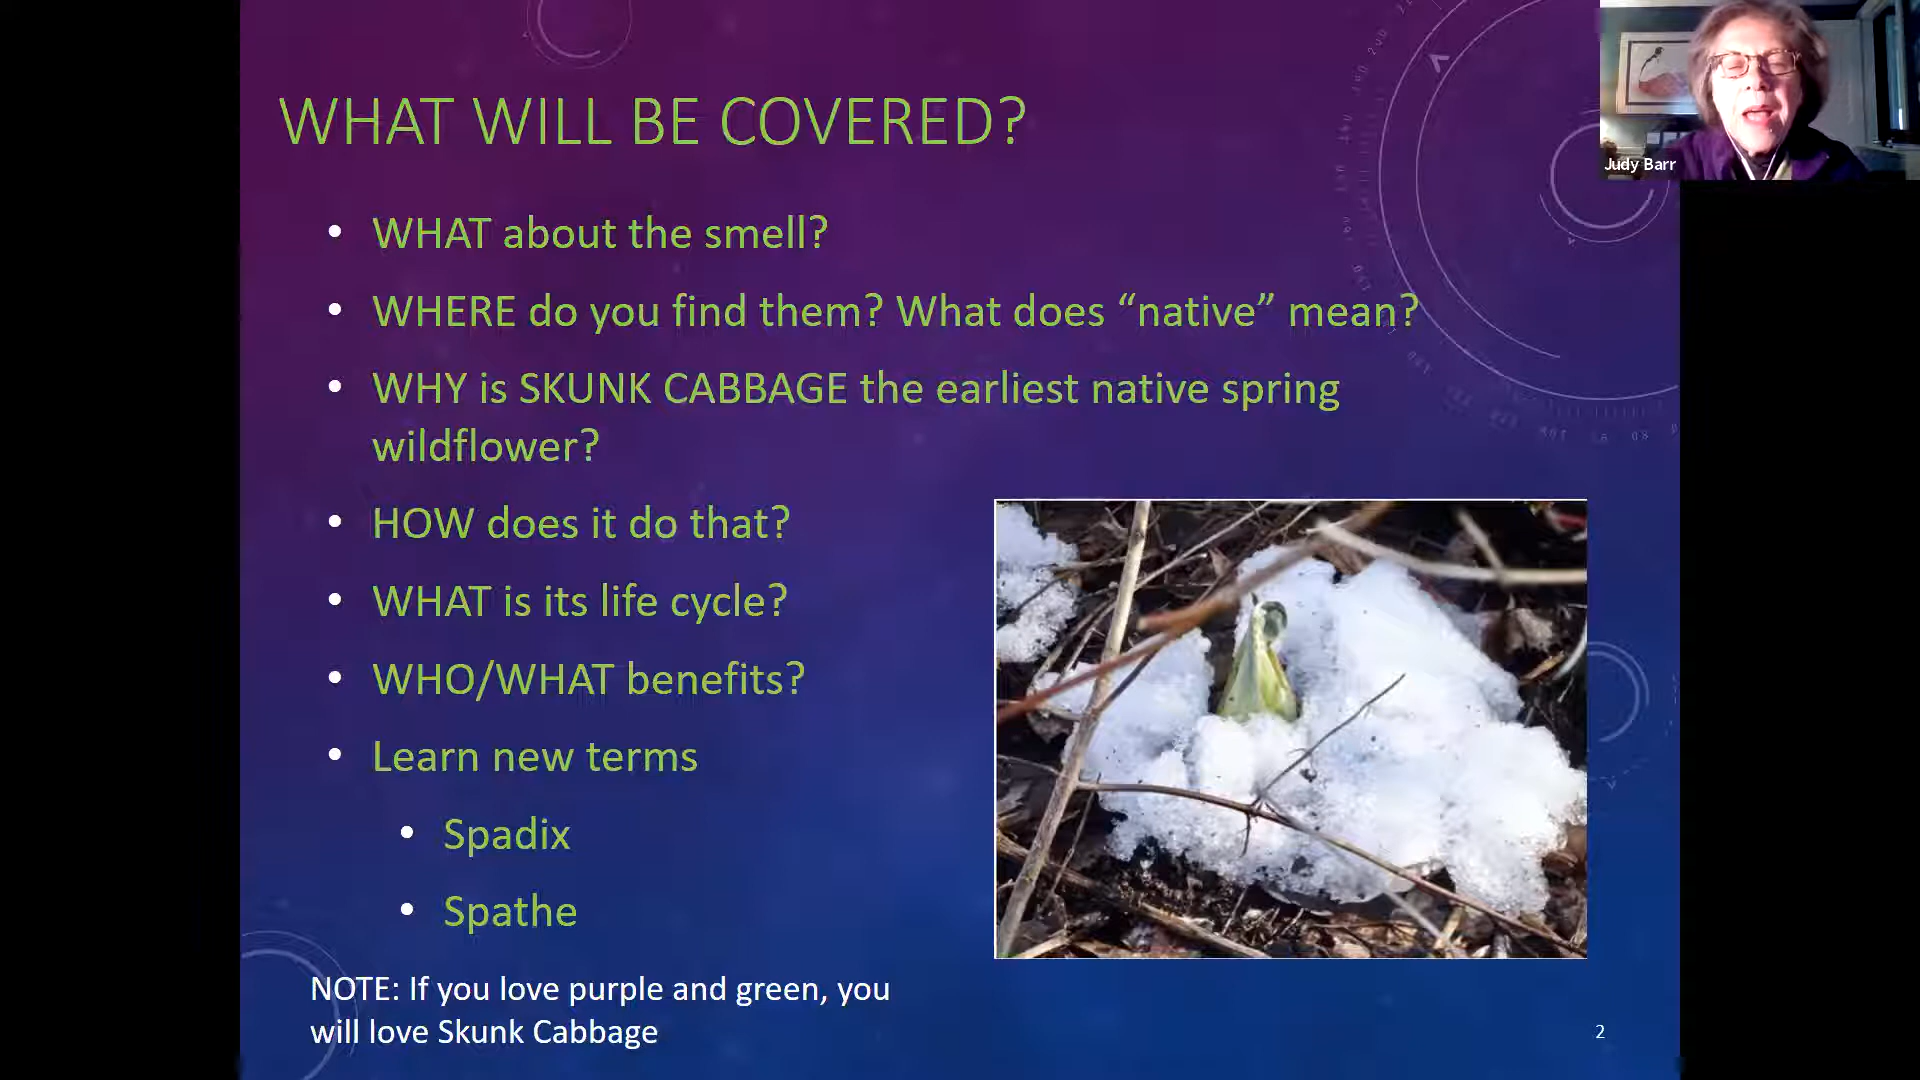 WHAT WILL BE COVERED?
Judy Barr
• WHAT about the smell?
• WHERE do you find them? What does “native” mean?
• WHY is SKUNK CABBAGE the earliest native spring
wildflower?
• HOW does it do that?
• WHAT is its life cycle?
• WHO/WHAT benefits?
• Learn new terms
• Spadix
• Spathe
NOTE: If you love purple and green, you
will love Skunk Cabbage
2